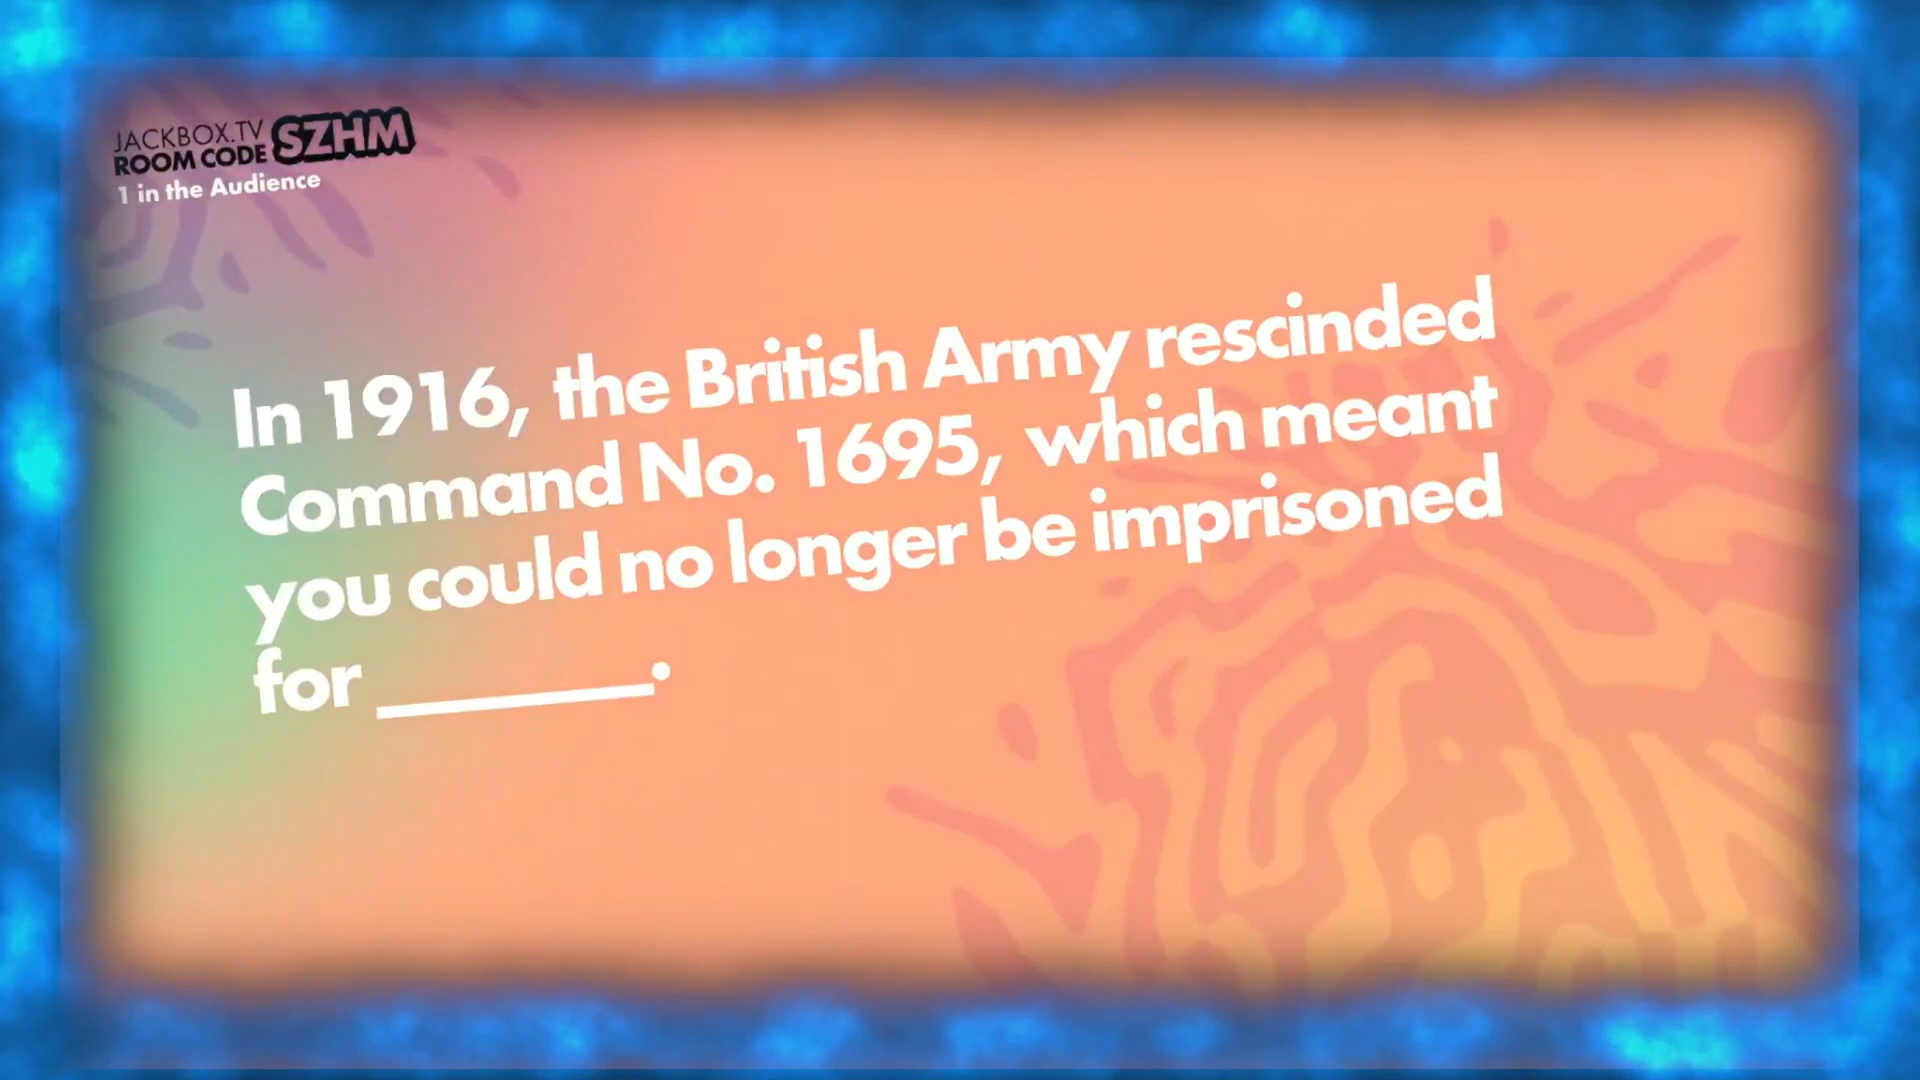 JACKBOX.TV
ROOM CODE SZHM
1 in the Audience
In 1916, the British Army rescinded
Command No. 1695, which meant
you could no longer be imprisoned
for ________.